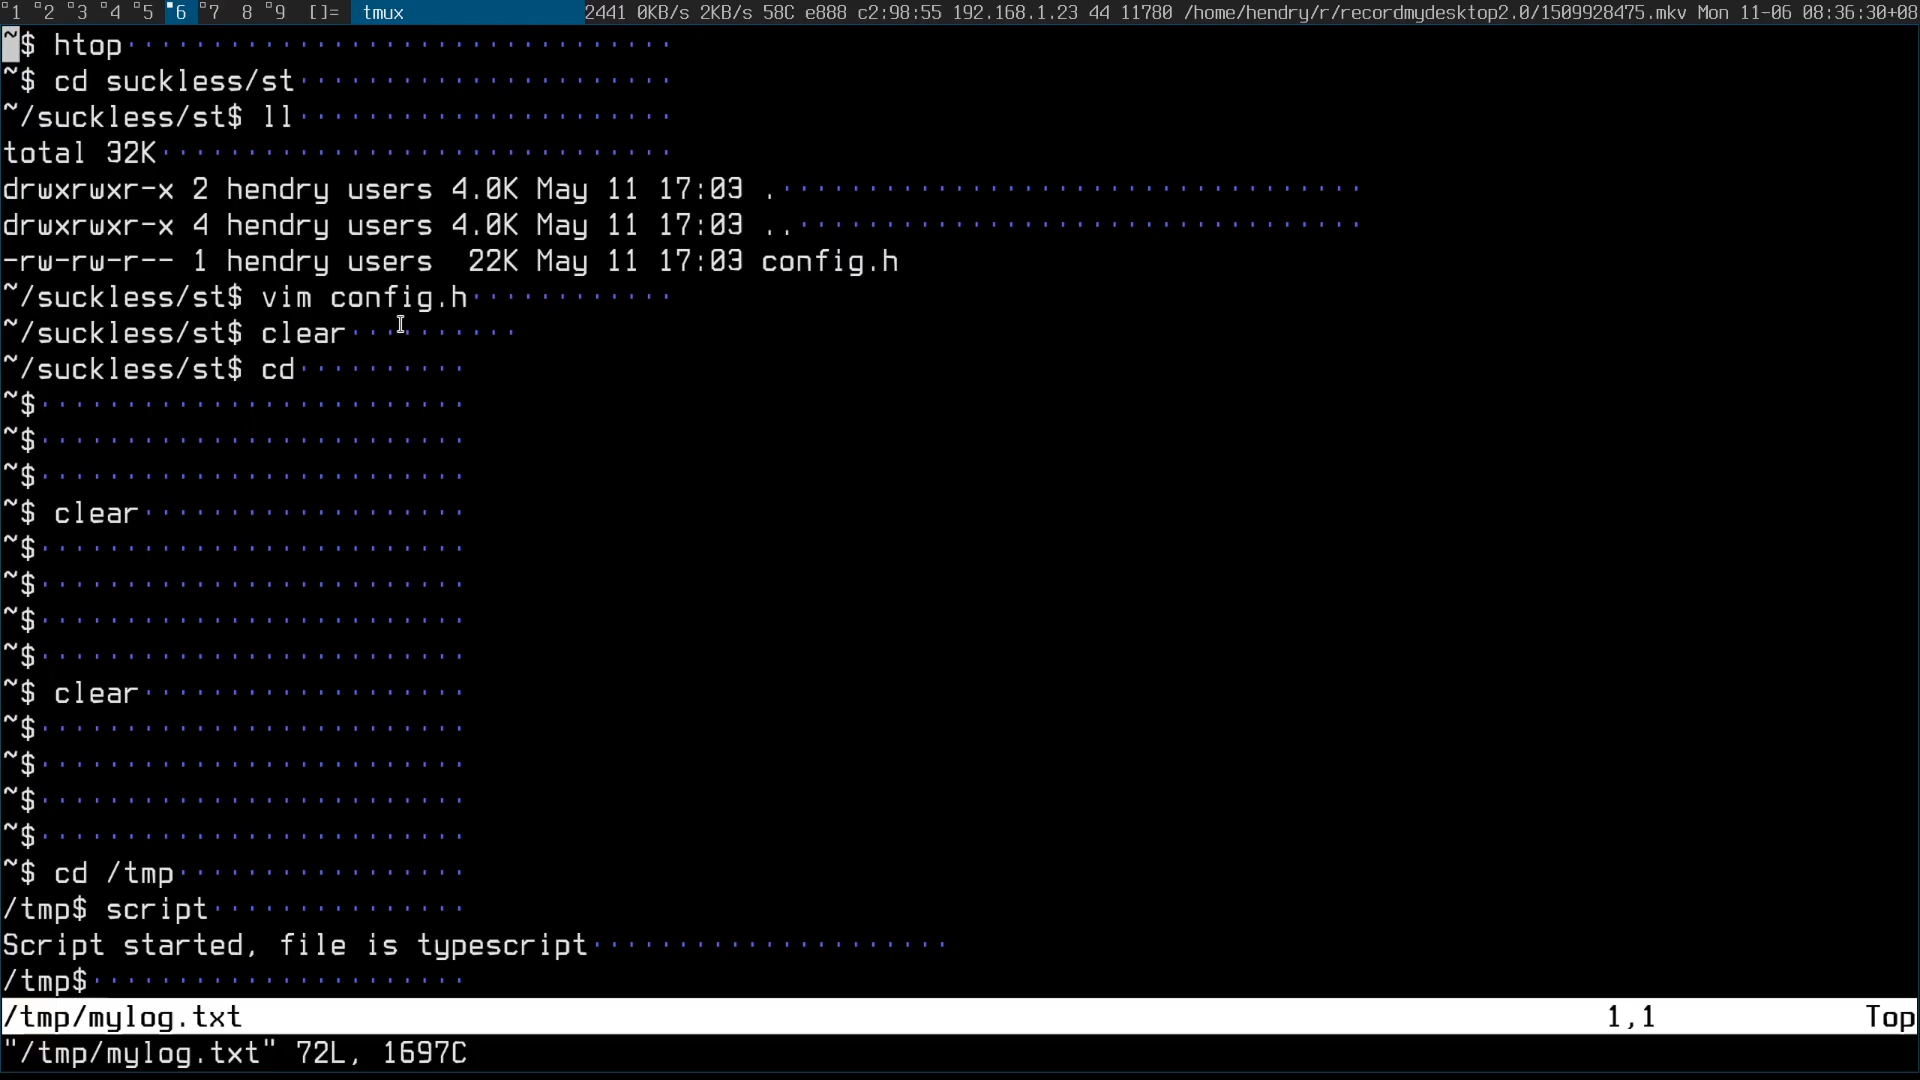 1 2 3 4 5 6 7 8 9 []= tmux 2441 0KB/s 2KB/s 58C e888 c2:98:55 192.168.1.23 44 11780 /home/hendry/r/recordmydesktop2.0/1509928475.mkv Mon 11-06 08:36:30+08
~$ htop
~$ cd suckless/st
~/suckless/st$ ll
total 32K
drwxrwxr-x 2 hendry users 4.0K May 11 17:03 .
drwxrwxr-x 4 hendry users 4.0K May 11 17:03 ..
-rw-rw-r-- 1 hendry users  22K May 11 17:03 config.h
~/suckless/st$ vim config.h
~/suckless/st$ clear
~/suckless/st$ cd
~$
~$
~$
~$ clear
~$
~$
~$
~$
~$ clear
~$
~$
~$
~$
~$ cd /tmp
/tmp$ script
Script started, file is typescript
/tmp$
/tmp/mylog.txt 1,1 Top
"/tmp/mylog.txt" 72L, 1697C